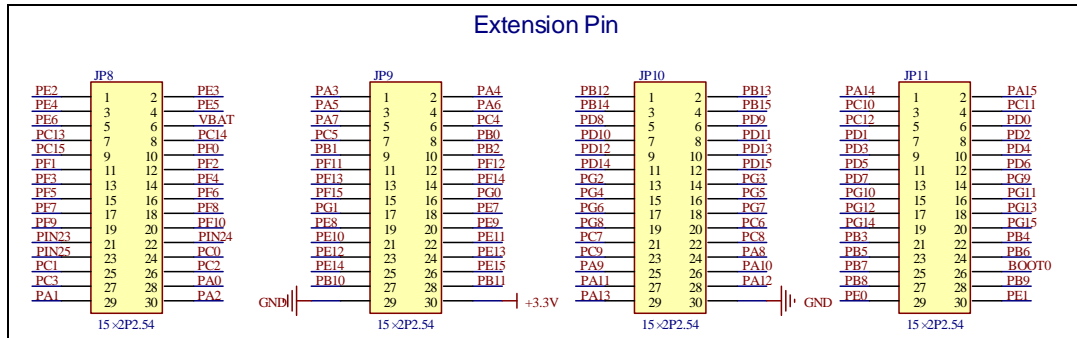 Extension Pin
JP8 JP9 JP10 JP11
PE2 1 2 PE3 PA3 1 2 PA4 PB12 1 2 PB13 PA14 1 2 PA15
PE4 3 4 PE5 PA5 3 4 PA6 PB14 3 4 PB15 PC10 3 4 PC11
PE6 5 6 VBAT PA7 5 6 PC4 PD8 5 6 PD9 PC12 5 6 PD0
PC13 7 8 PC14 PC5 7 8 PB0 PD10 7 8 PD11 PD1 7 8 PD2
PC15 9 10 PF0 PB1 9 10 PB2 PD12 9 10 PD13 PD3 9 10 PD4
PF1 11 12 PF2 PF11 11 12 PF12 PD14 11 12 PD15 PD5 11 12 PD6
PF3 13 14 PF4 PF13 13 14 PF14 PG2 13 14 PG3 PD7 13 14 PG9
PF5 15 16 PF6 PF15 15 16 PG0 PG4 15 16 PG5 PG10 15 16 PG11
PF7 17 18 PF8 PG1 17 18 PE7 PG6 17 18 PG7 PG12 17 18 PG13
PF9 19 20 PF10 PE8 19 20 PE9 PG8 19 20 PC6 PG14 19 20 PG15
PIN23 21 22 PIN24 PE10 21 22 PE11 PC7 21 22 PC8 PB3 21 22 PB4
PIN25 23 24 PC0 PE12 23 24 PE13 PC9 23 24 PA8 PB5 23 24 PB6
PC1 25 26 PC2 PE14 25 26 PE15 PA9 25 26 PA10 PB7 25 26 BOOT0
PC3 27 28 PA0 PB10 27 28 PB11 PA11 27 28 PA12 PB8 27 28 PB9
PA1 29 30 PA2 GND 29 30 +3.3V PA13 29 30 GND PE0 29 30 PE1
15×2P2.54 15×2P2.54 15×2P2.54 15×2P2.54